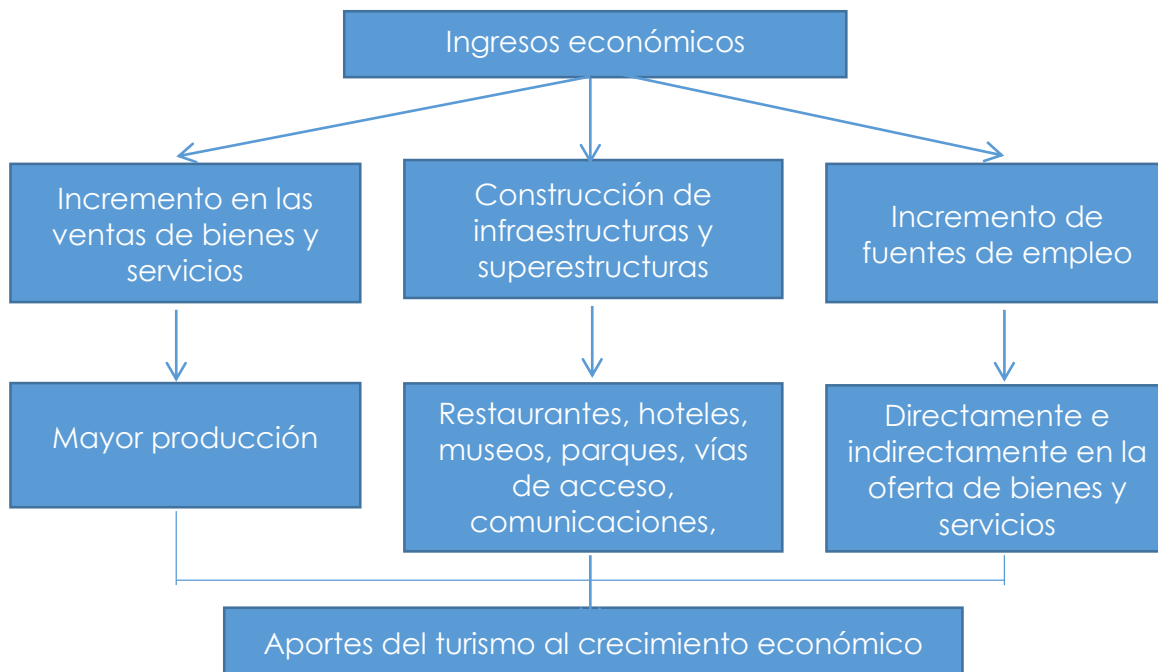 Ingresos económicos
Incremento en las
ventas de bienes y
servicios
Construcción de
infraestructuras y
superestructuras
Incremento de
fuentes de empleo
Mayor producción
Restaurantes, hoteles,
museos, parques, vías
de acceso,
comunicaciones,
Directamente e
indirectamente en la
oferta de bienes y
servicios
Aportes del turismo al crecimiento económico